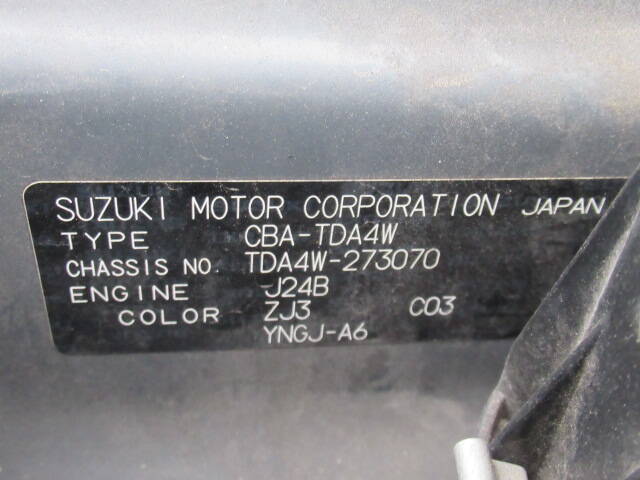 SUZUKI MOTOR CORPORATION JAPAN
TYPE CBA-TDA4W
CHASSIS NO. TDA4W-273070
ENGINE J24B
COLOR ZJ3 C03
YNGJ-A6